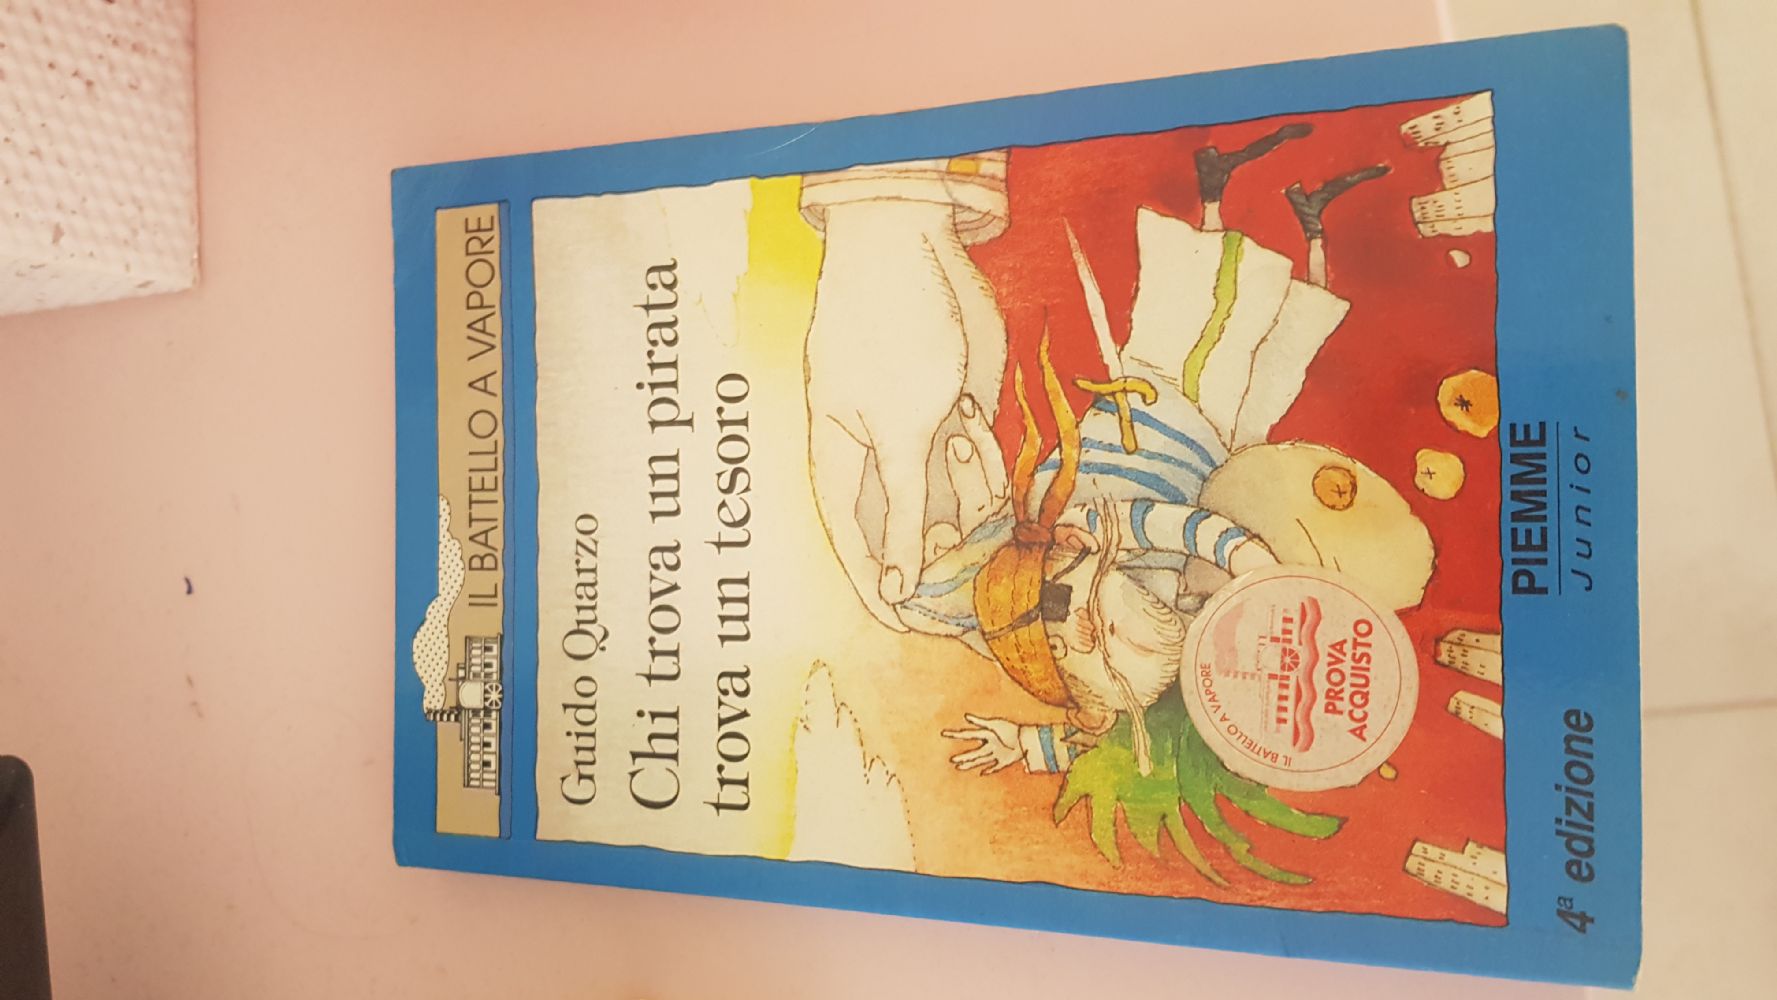 IL BATTELLO A VAPORE
Guido Quarzo
Chi trova un pirata
trova un tesoro
IL BATTELLO A VAPORE
PROVA
ACQUISTO
PIEMME
Junior
4ª edizione